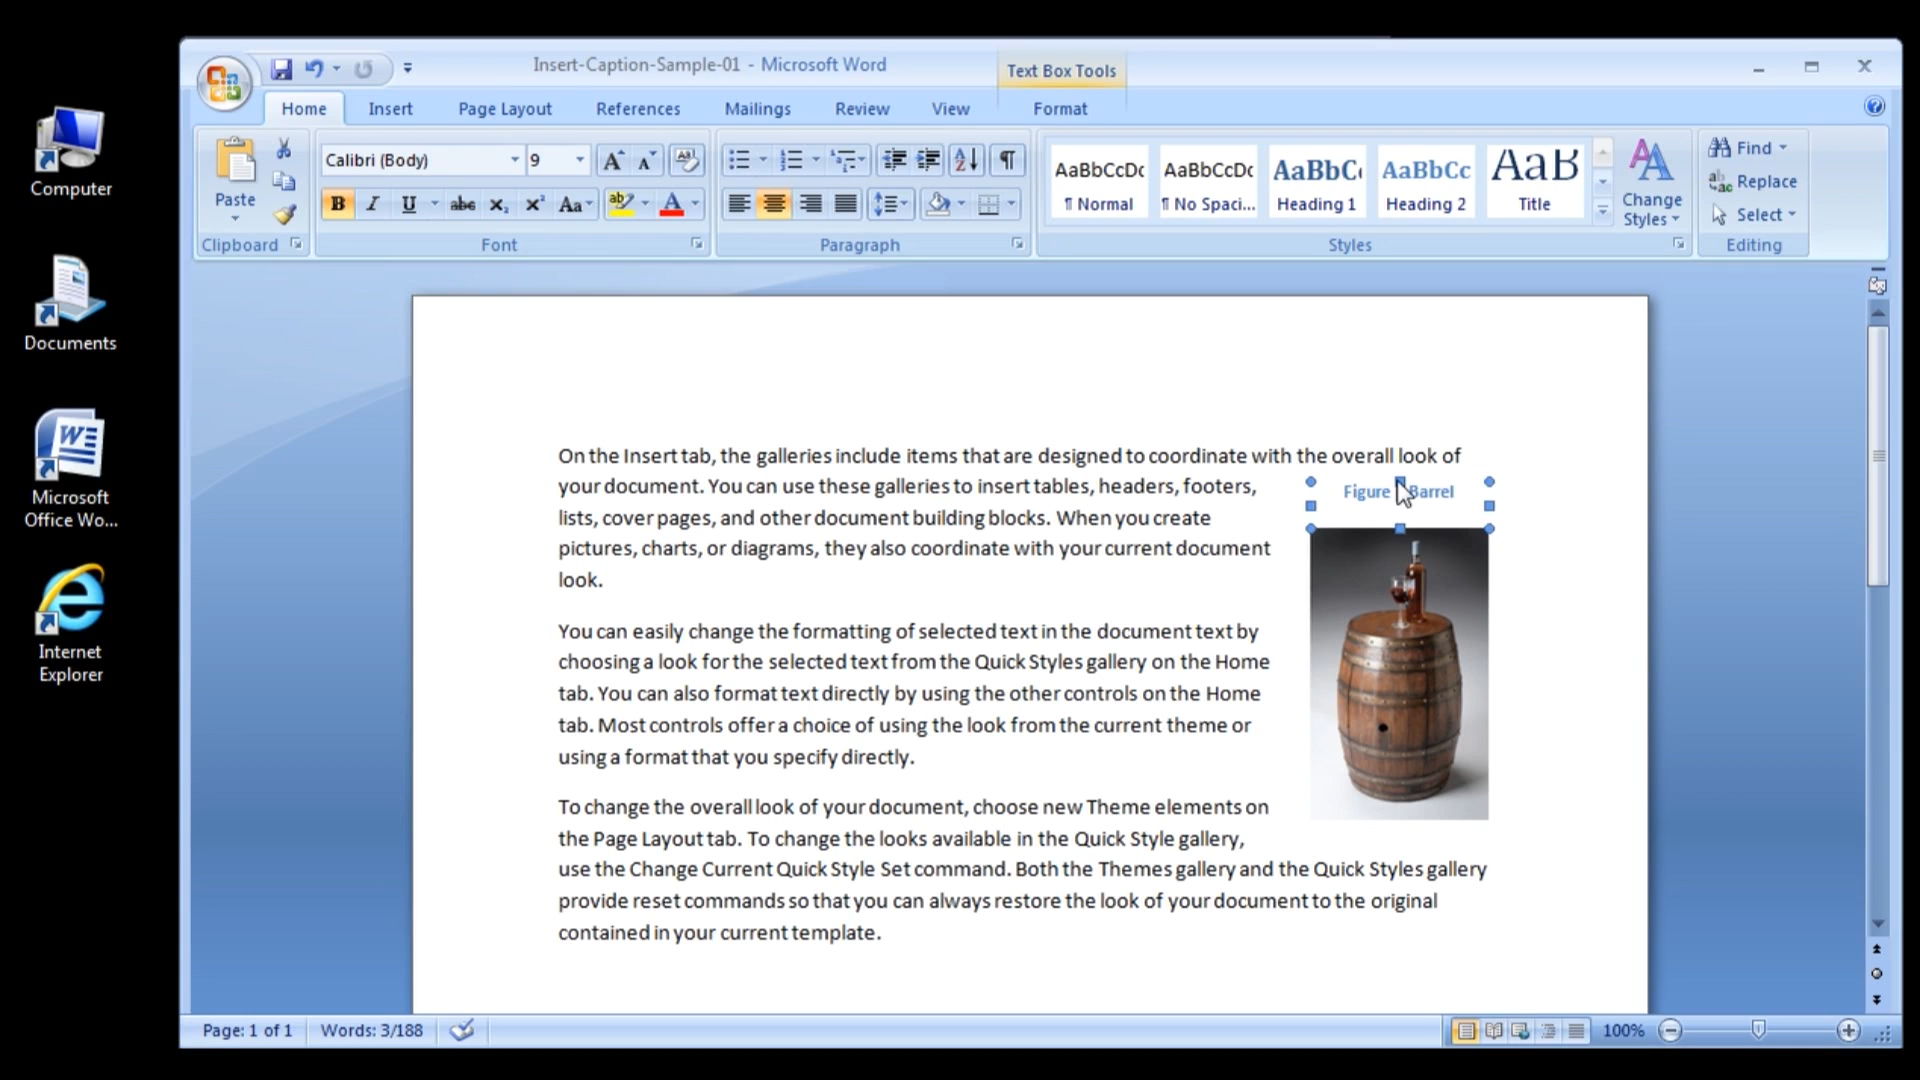 Insert-Caption-Sample-01 - Microsoft Word
Text Box Tools
Home Insert Page Layout References Mailings Review View Format
Calibri (Body) 9
Paste
B I U abc X₂ X² Aa ab A
AaBbCcDc AaBbCcDc AaBbC AaBbCc AaB
¶ Normal ¶ No Spaci... Heading 1 Heading 2 Title
Change
Styles
Find
Replace
Select
Clipboard Font Paragraph Styles Editing
Computer
Documents
Microsoft
Office Wo...
Internet
Explorer
On the Insert tab, the galleries include items that are designed to coordinate with the overall look of
your document. You can use these galleries to insert tables, headers, footers,
lists, cover pages, and other document building blocks. When you create
pictures, charts, or diagrams, they also coordinate with your current document
look.
Figure Barrel
You can easily change the formatting of selected text in the document text by
choosing a look for the selected text from the Quick Styles gallery on the Home
tab. You can also format text directly by using the other controls on the Home
tab. Most controls offer a choice of using the look from the current theme or
using a format that you specify directly.
To change the overall look of your document, choose new Theme elements on
the Page Layout tab. To change the looks available in the Quick Style gallery,
use the Change Current Quick Style Set command. Both the Themes gallery and the Quick Styles gallery
provide reset commands so that you can always restore the look of your document to the original
contained in your current template.
Page: 1 of 1 Words: 3/188 100%